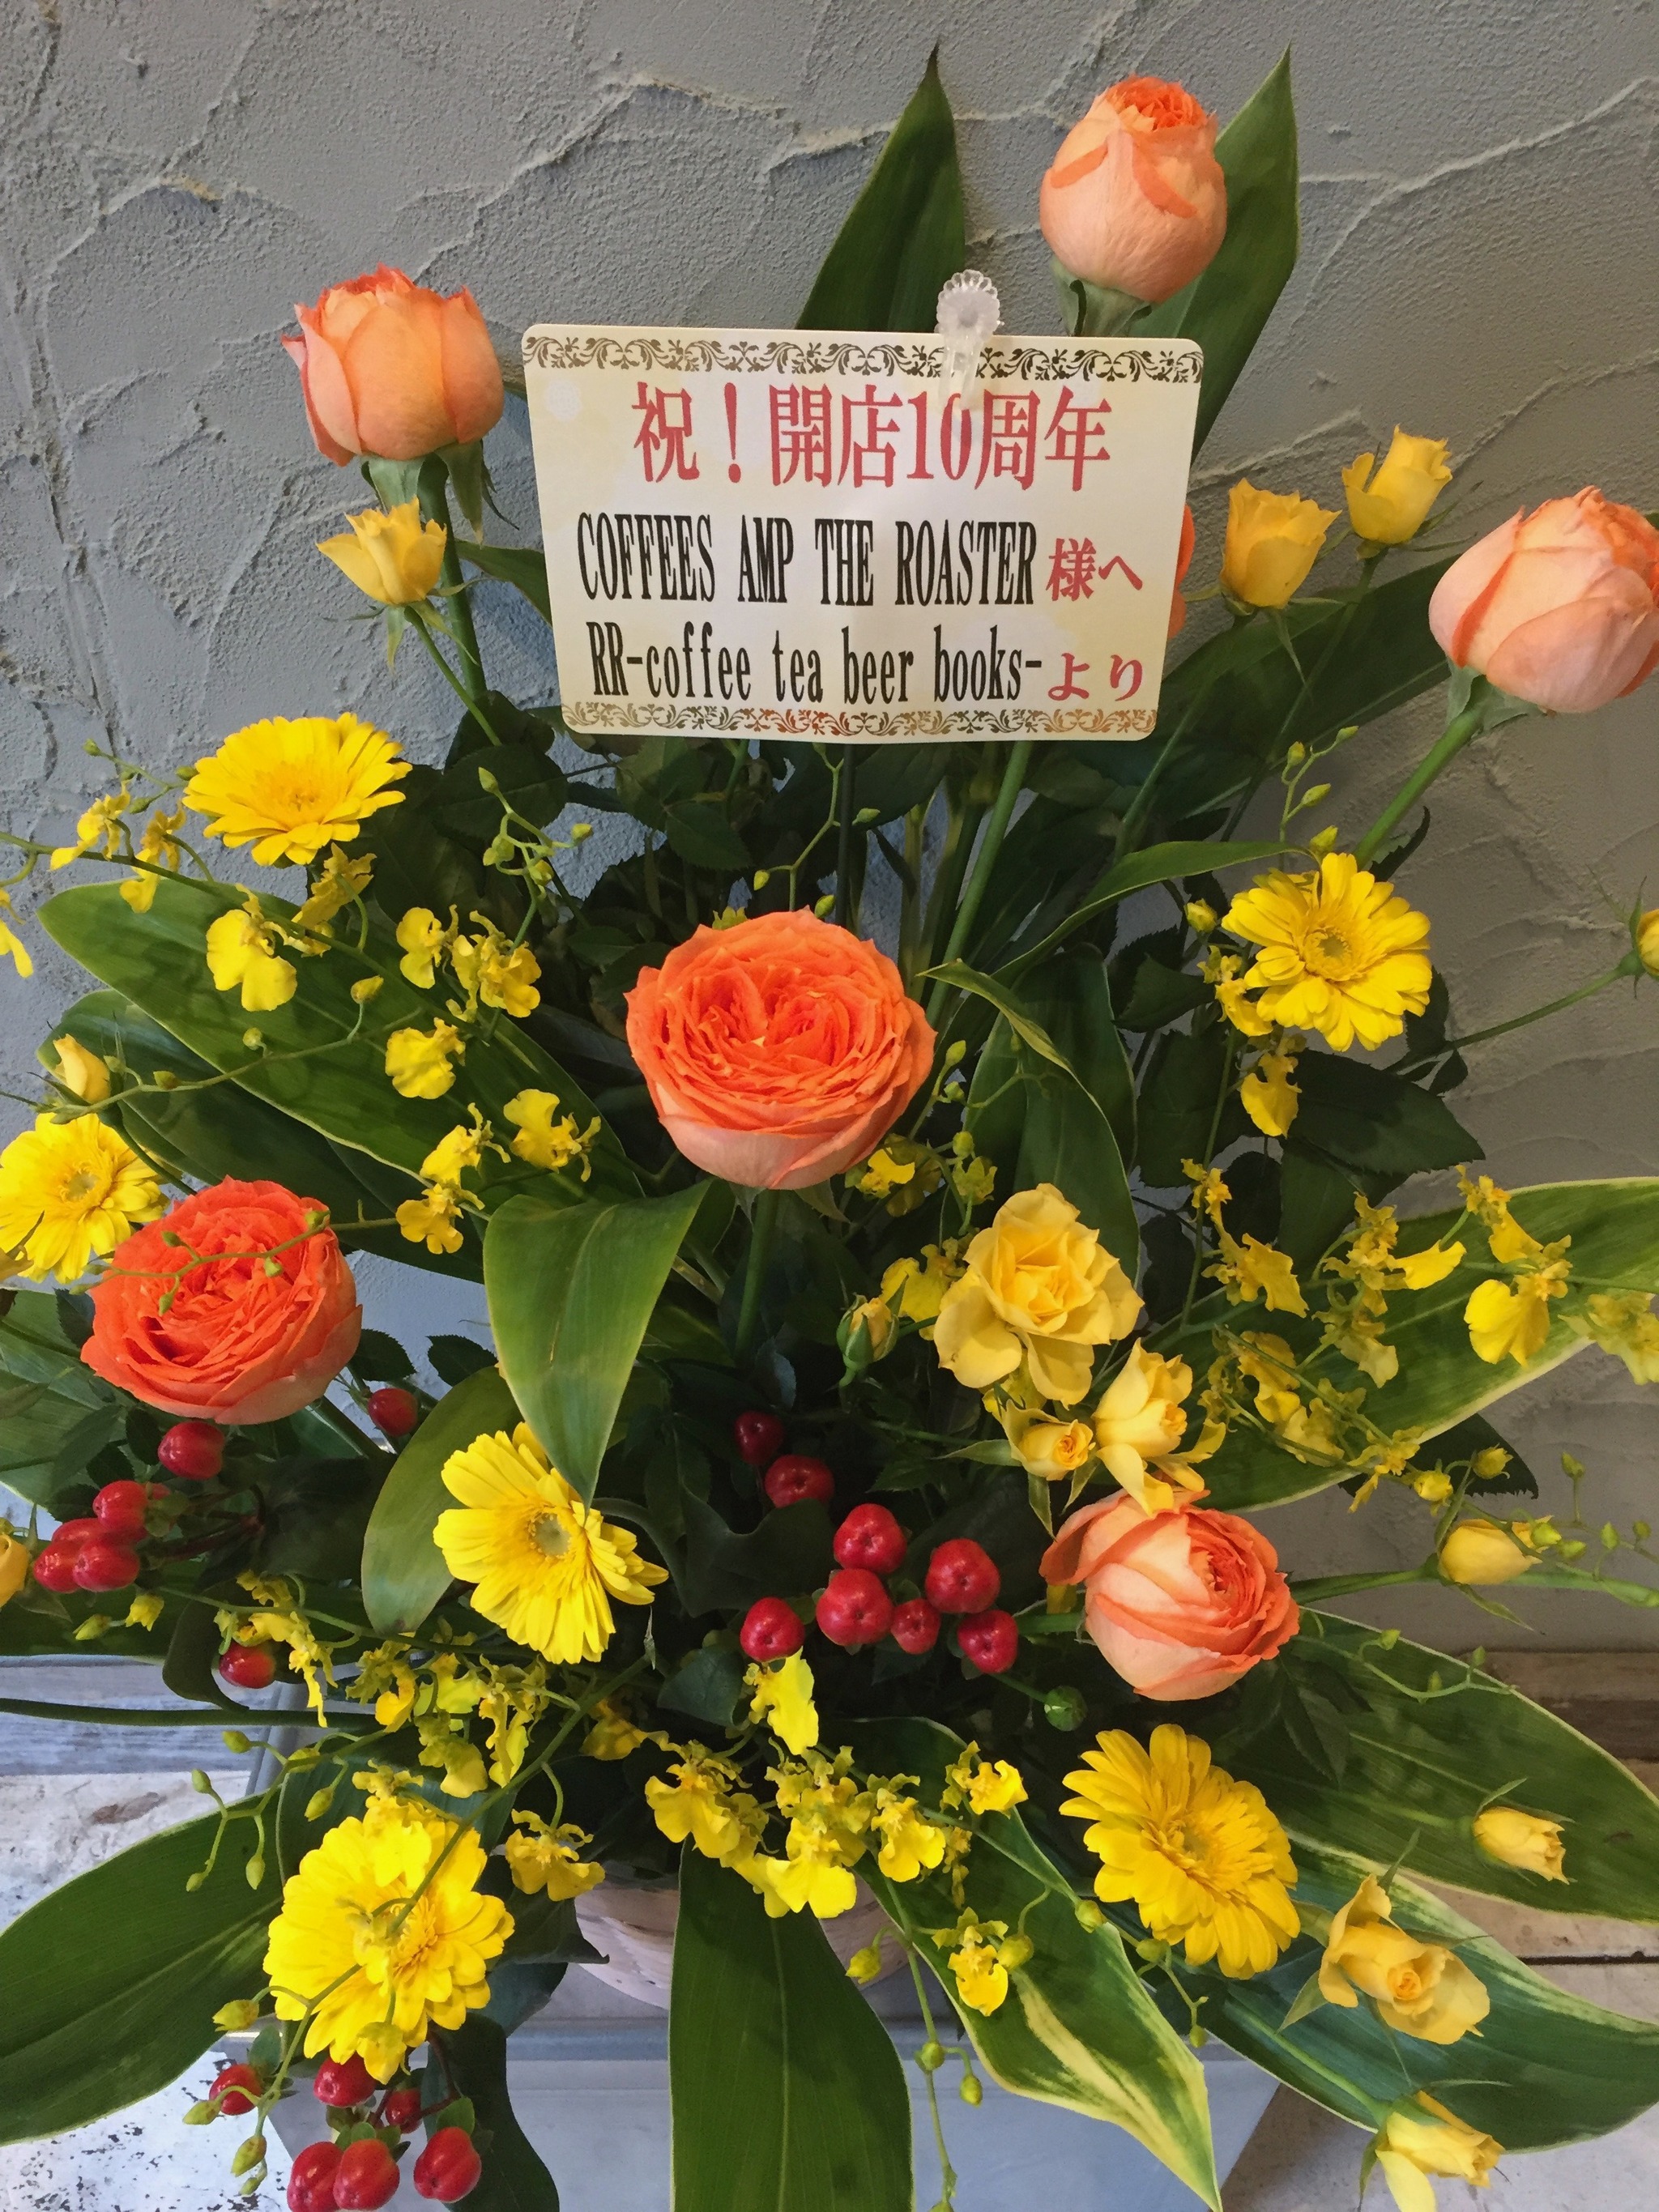 祝！開店10周年
COFFEES AMP THE ROASTER 様へ
RR-coffee tea beer books-より